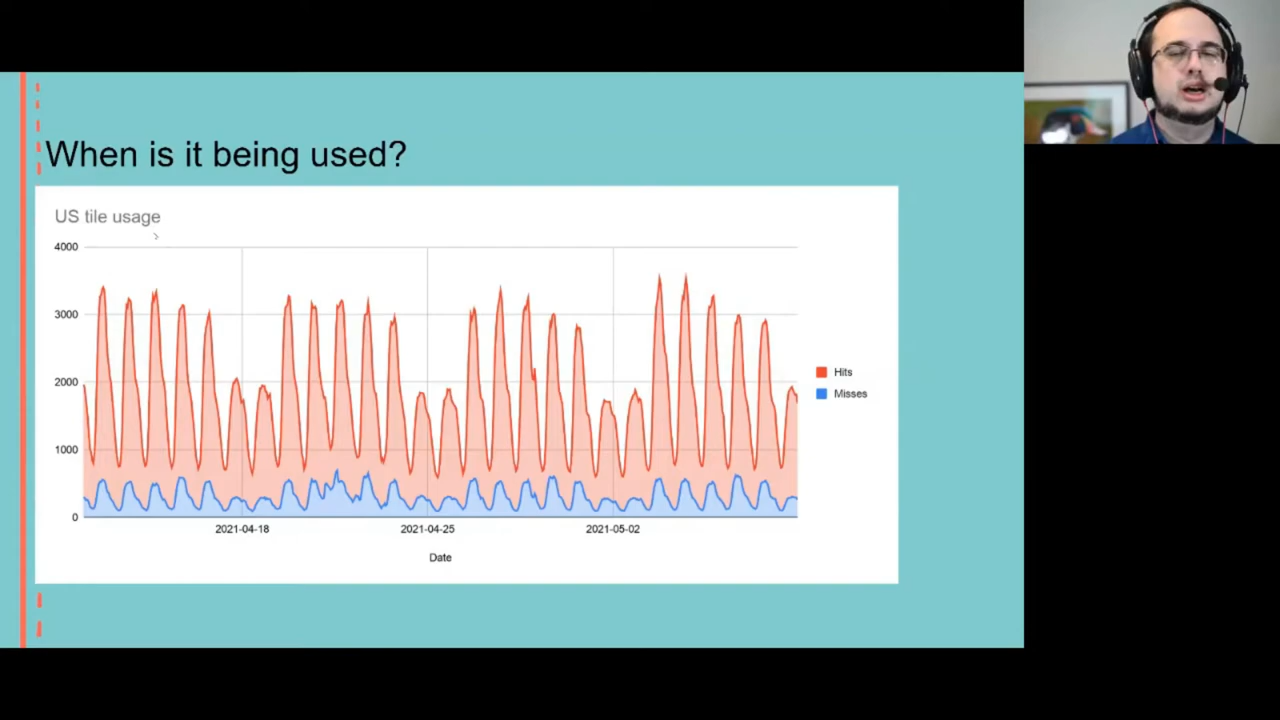 When is it being used?
US tile usage
4000
3000
2000
1000
0
Hits
Misses
2021-04-18
2021-04-25
2021-05-02
Date